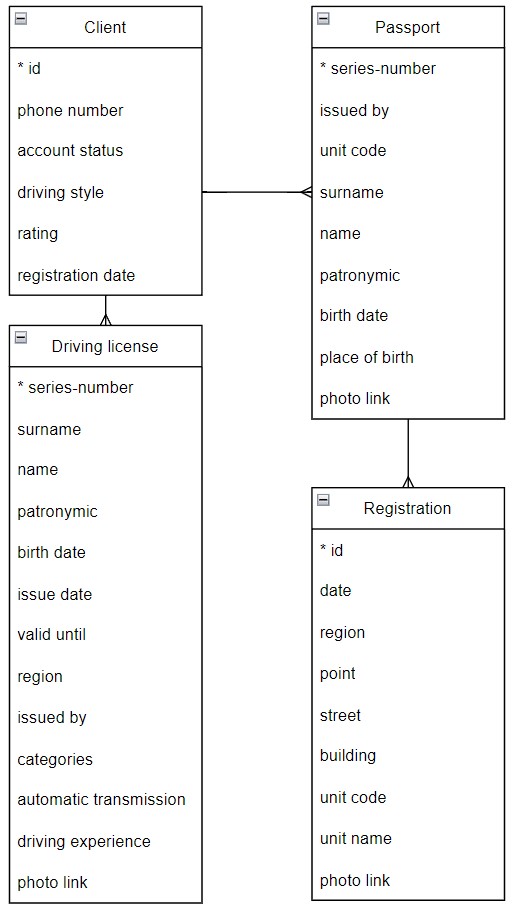 Client
* id
phone number
account status
driving style
rating
registration date
Passport
* series-number
issued by
unit code
surname
name
patronymic
birth date
place of birth
photo link
Driving license
* series-number
surname
name
patronymic
birth date
issue date
valid until
region
issued by
categories
automatic transmission
driving experience
photo link
Registration
* id
date
region
point
street
building
unit code
unit name
photo link